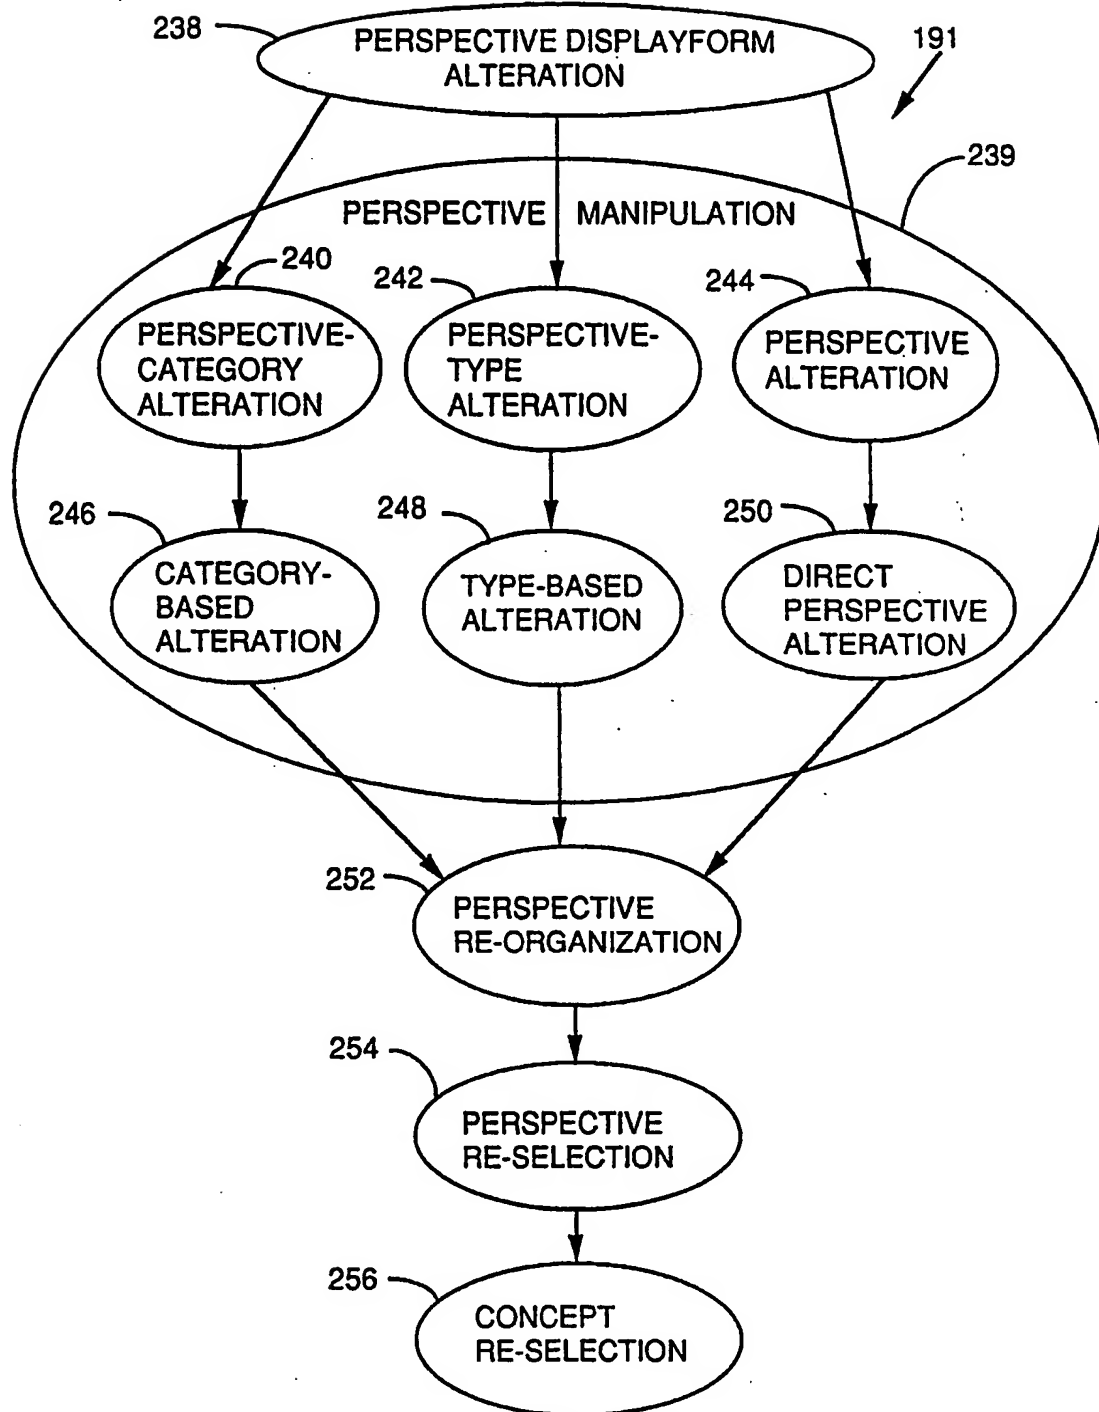 238
PERSPECTIVE DISPLAYFORM
ALTERATION
191
239
PERSPECTIVE MANIPULATION
240
242
244
PERSPECTIVE-
CATEGORY
ALTERATION
PERSPECTIVE-
TYPE
ALTERATION
PERSPECTIVE
ALTERATION
246
248
250
CATEGORY-
BASED
ALTERATION
TYPE-BASED
ALTERATION
DIRECT
PERSPECTIVE
ALTERATION
252
PERSPECTIVE
RE-ORGANIZATION
254
PERSPECTIVE
RE-SELECTION
256
CONCEPT
RE-SELECTION